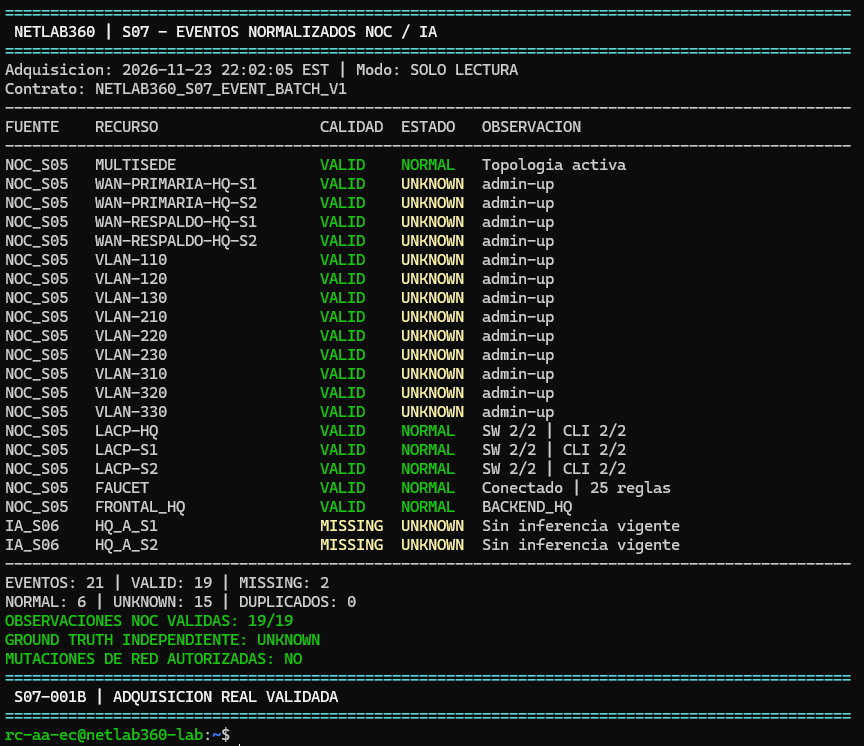 NETLAB360 | S07 - EVENTOS NORMALIZADOS NOC / IA
Adquisicion: 2026-11-23 22:02:05 EST | Modo: SOLO LECTURA
Contrato: NETLAB360_S07_EVENT_BATCH_V1
FUENTE RECURSO CALIDAD ESTADO OBSERVACION
NOC_S05 MULTISEDE VALID NORMAL Topologia activa
NOC_S05 WAN-PRIMARIA-HQ-S1 VALID UNKNOWN admin-up
NOC_S05 WAN-PRIMARIA-HQ-S2 VALID UNKNOWN admin-up
NOC_S05 WAN-RESPALDO-HQ-S1 VALID UNKNOWN admin-up
NOC_S05 WAN-RESPALDO-HQ-S2 VALID UNKNOWN admin-up
NOC_S05 VLAN-110 VALID UNKNOWN admin-up
NOC_S05 VLAN-120 VALID UNKNOWN admin-up
NOC_S05 VLAN-130 VALID UNKNOWN admin-up
NOC_S05 VLAN-210 VALID UNKNOWN admin-up
NOC_S05 VLAN-220 VALID UNKNOWN admin-up
NOC_S05 VLAN-230 VALID UNKNOWN admin-up
NOC_S05 VLAN-310 VALID UNKNOWN admin-up
NOC_S05 VLAN-320 VALID UNKNOWN admin-up
NOC_S05 VLAN-330 VALID UNKNOWN admin-up
NOC_S05 LACP-HQ VALID NORMAL SW 2/2 | CLI 2/2
NOC_S05 LACP-S1 VALID NORMAL SW 2/2 | CLI 2/2
NOC_S05 LACP-S2 VALID NORMAL SW 2/2 | CLI 2/2
NOC_S05 FAUCET VALID NORMAL Conectado | 25 reglas
NOC_S05 FRONTAL_HQ VALID NORMAL BACKEND_HQ
IA_S06 HQ_A_S1 MISSING UNKNOWN Sin inferencia vigente
IA_S06 HQ_A_S2 MISSING UNKNOWN Sin inferencia vigente
EVENTOS: 21 | VALID: 19 | MISSING: 2
NORMAL: 6 | UNKNOWN: 15 | DUPLICADOS: 0
OBSERVACIONES NOC VALIDAS: 19/19
GROUND TRUTH INDEPENDIENTE: UNKNOWN
MUTACIONES DE RED AUTORIZADAS: NO
S07-001B | ADQUISICION REAL VALIDADA
rc-aa-ec@netlab360-lab:~$